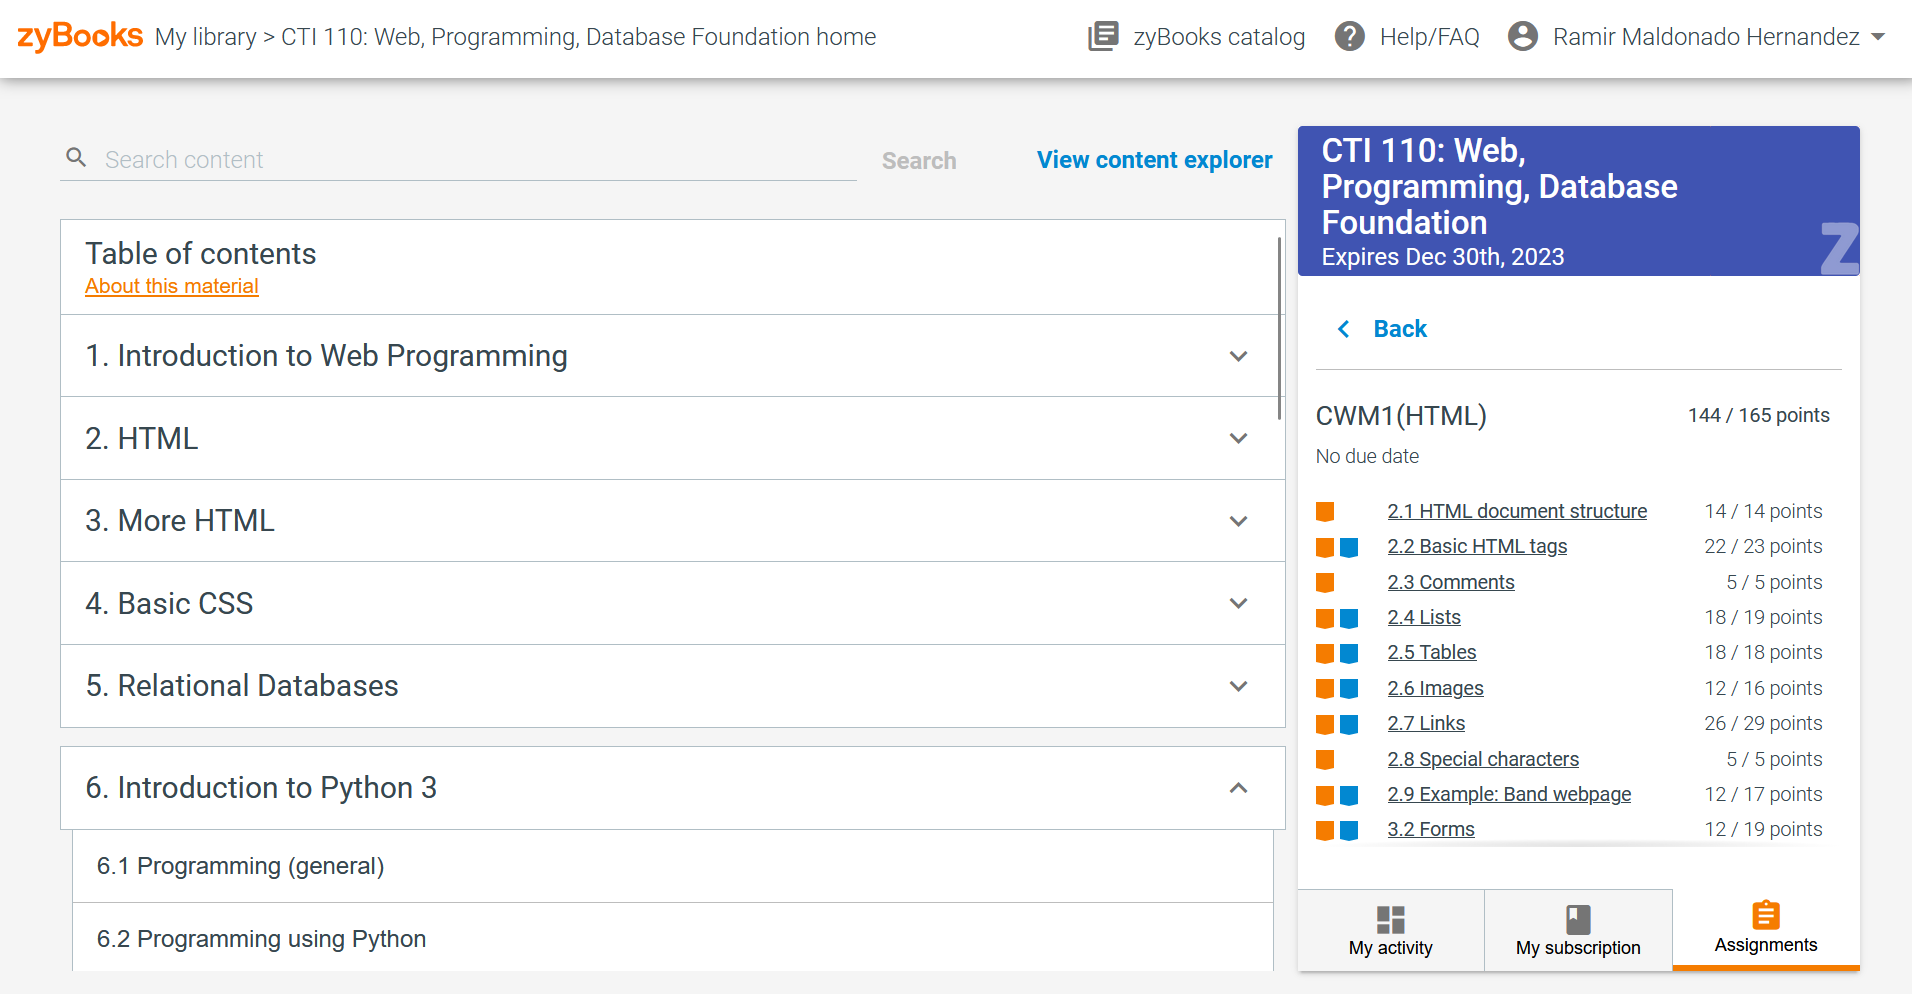 zyBooks My library > CTI 110: Web, Programming, Database Foundation home
zyBooks catalog
Help/FAQ
Ramir Maldonado Hernandez
Search content
Search
View content explorer
Table of contents
About this material
1. Introduction to Web Programming
2. HTML
3. More HTML
4. Basic CSS
5. Relational Databases
6. Introduction to Python 3
6.1 Programming (general)
6.2 Programming using Python
CTI 110: Web,
Programming, Database
Foundation
Expires Dec 30th, 2023
Z
Back
CWM1(HTML) 144 / 165 points
No due date
2.1 HTML document structure 14 / 14 points
2.2 Basic HTML tags 22 / 23 points
2.3 Comments 5 / 5 points
2.4 Lists 18 / 19 points
2.5 Tables 18 / 18 points
2.6 Images 12 / 16 points
2.7 Links 26 / 29 points
2.8 Special characters 5 / 5 points
2.9 Example: Band webpage 12 / 17 points
3.2 Forms 12 / 19 points
My activity
My subscription
Assignments